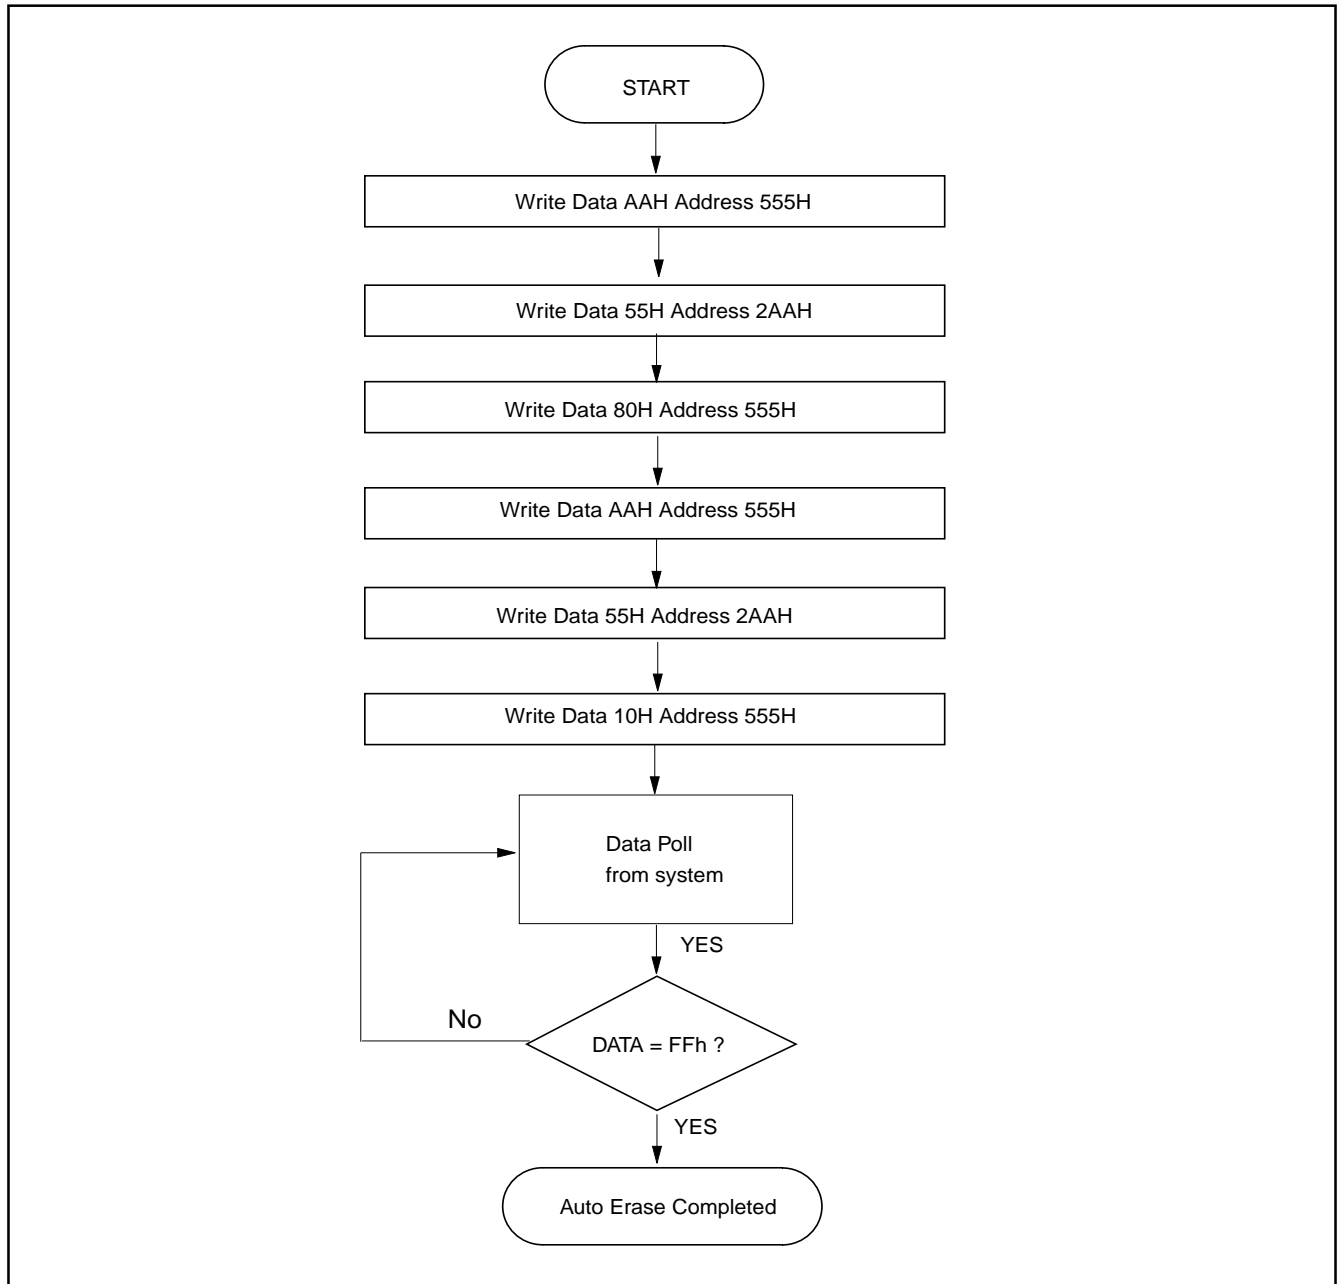 START
Write Data AAH Address 555H
Write Data 55H Address 2AAH
Write Data 80H Address 555H
Write Data AAH Address 555H
Write Data 55H Address 2AAH
Write Data 10H Address 555H
Data Poll
from system
YES
No
DATA = FFh ?
YES
Auto Erase Completed